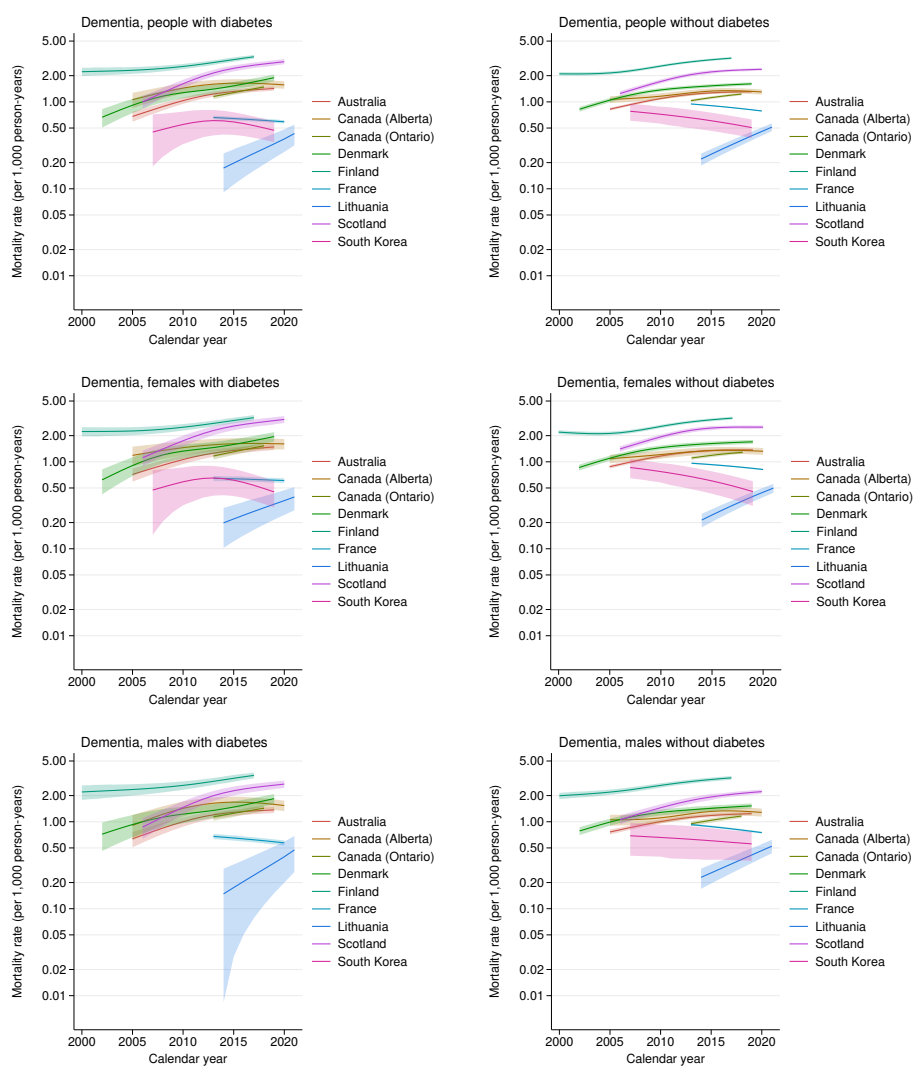 Dementia, people with diabetes
Mortality rate (per 1,000 person-years)
5.00
2.00
1.00
0.50
0.20
0.10
0.05
0.02
0.01
2000 2005 2010 2015 2020
Calendar year
Australia
Canada (Alberta)
Canada (Ontario)
Denmark
Finland
France
Lithuania
Scotland
South Korea
Dementia, people without diabetes
Mortality rate (per 1,000 person-years)
5.00
2.00
1.00
0.50
0.20
0.10
0.05
0.02
0.01
2000 2005 2010 2015 2020
Calendar year
Australia
Canada (Alberta)
Canada (Ontario)
Denmark
Finland
France
Lithuania
Scotland
South Korea
Dementia, females with diabetes
Mortality rate (per 1,000 person-years)
5.00
2.00
1.00
0.50
0.20
0.10
0.05
0.02
0.01
2000 2005 2010 2015 2020
Calendar year
Australia
Canada (Alberta)
Canada (Ontario)
Denmark
Finland
France
Lithuania
Scotland
South Korea
Dementia, females without diabetes
Mortality rate (per 1,000 person-years)
5.00
2.00
1.00
0.50
0.20
0.10
0.05
0.02
0.01
2000 2005 2010 2015 2020
Calendar year
Australia
Canada (Alberta)
Canada (Ontario)
Denmark
Finland
France
Lithuania
Scotland
South Korea
Dementia, males with diabetes
Mortality rate (per 1,000 person-years)
5.00
2.00
1.00
0.50
0.20
0.10
0.05
0.02
0.01
2000 2005 2010 2015 2020
Calendar year
Australia
Canada (Alberta)
Canada (Ontario)
Denmark
Finland
France
Lithuania
Scotland
South Korea
Dementia, males without diabetes
Mortality rate (per 1,000 person-years)
5.00
2.00
1.00
0.50
0.20
0.10
0.05
0.02
0.01
2000 2005 2010 2015 2020
Calendar year
Australia
Canada (Alberta)
Canada (Ontario)
Denmark
Finland
France
Lithuania
Scotland
South Korea